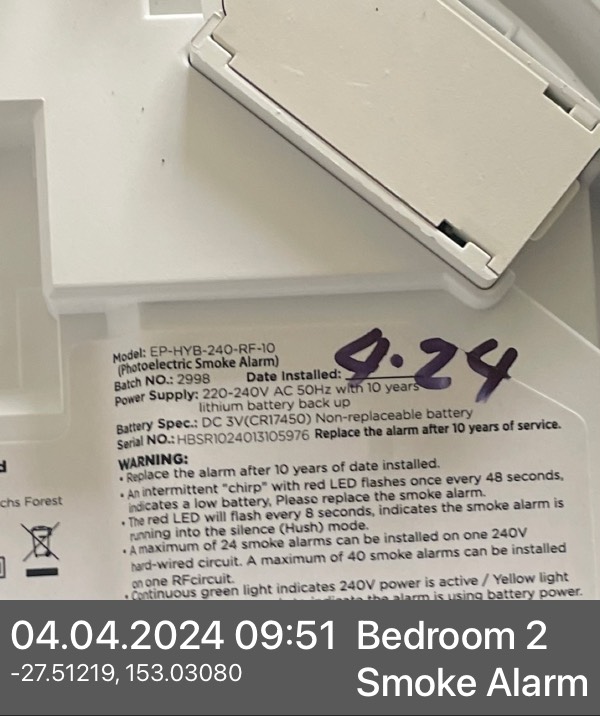 Model: EP-HYB-240-RF-10
(Photoelectric Smoke Alarm)
Batch NO.: 2998 Date Installed: 4.24
Power Supply: 220-240V AC 50Hz with 10 years
lithium battery back up
Battery Spec.: DC 3V(CR17450) Non-replaceable battery
Serial NO.: HBSR1024013105976 Replace the alarm after 10 years of service.
WARNING:
• Replace the alarm after 10 years of date installed.
• An intermittent "chirp" with red LED flashes once every 48 seconds,
indicates a low battery, Please replace the smoke alarm.
• The red LED will flash every 8 seconds, indicates the smoke alarm is
running into the silence (Hush) mode.
• A maximum of 24 smoke alarms can be installed on one 240V
hard-wired circuit. A maximum of 40 smoke alarms can be installed
on one RFcircuit.
• Continuous green light indicates 240V power is active / Yellow light
the alarm is using battery power.
chs Forest
04.04.2024 09:51 Bedroom 2
-27.51219, 153.03080 Smoke Alarm